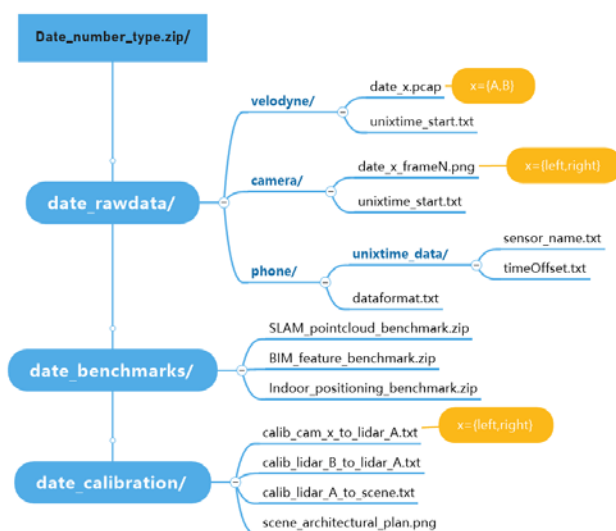 Date_number_type.zip/
velodyne/
date_x.pcap
x={A,B}
unixtime_start.txt
date_rawdata/
camera/
date_x_frameN.png
x={left,right}
unixtime_start.txt
phone/
unixtime_data/
sensor_name.txt
timeOffset.txt
dataformat.txt
date_benchmarks/
SLAM_pointcloud_benchmark.zip
BIM_feature_benchmark.zip
Indoor_positioning_benchmark.zip
date_calibration/
calib_cam_x_to_lidar_A.txt
x={left,right}
calib_lidar_B_to_lidar_A.txt
calib_lidar_A_to_scene.txt
scene_architectural_plan.png